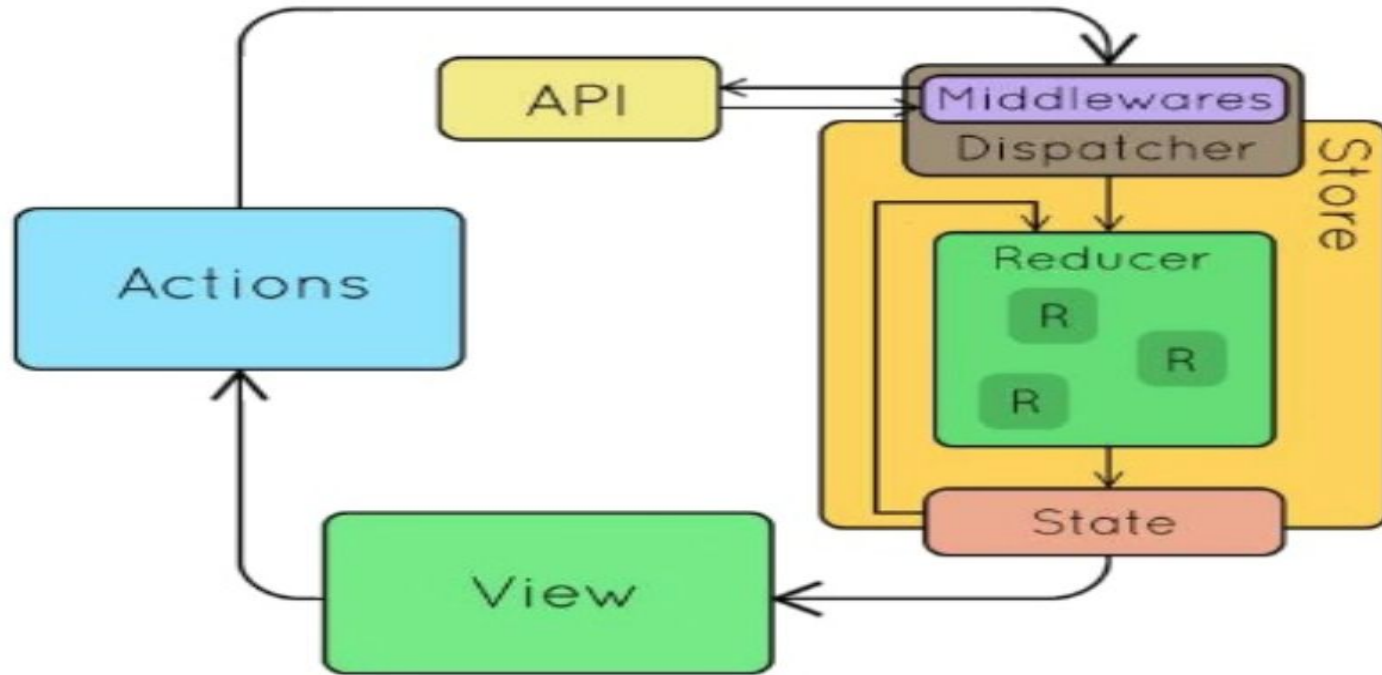 API
Middlewares
Dispatcher
Store
Actions
Reducer
R
R
R
State
View